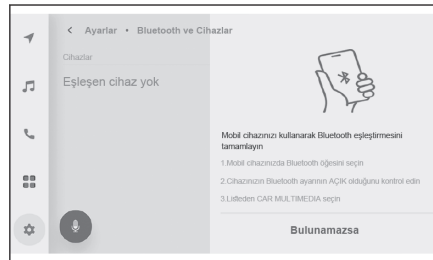 Ayarlar • Bluetooth ve Cihazlar
Cihazlar
Eşleşen cihaz yok
Mobil cihazınızı kullanarak Bluetooth eşleştirmesini
tamamlayın
1.Mobil cihazınızda Bluetooth öğesini seçin
2.Cihazınızın Bluetooth ayarının AÇIK olduğunu kontrol edin
3.Listeden CAR MULTIMEDIA seçin
Bulunamazsa